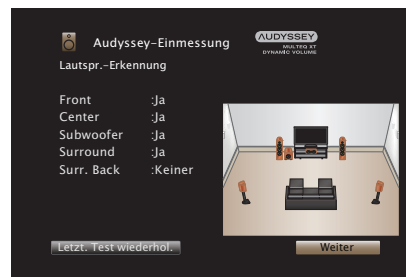 Audyssey-Einmessung
AUDYSSEY
MULTEQ XT
DYNAMIC VOLUME
Lautspr.-Erkennung
Front :Ja
Center :Ja
Subwoofer :Ja
Surround :Ja
Surr. Back :Keiner
Letzt. Test wiederhol.
Weiter